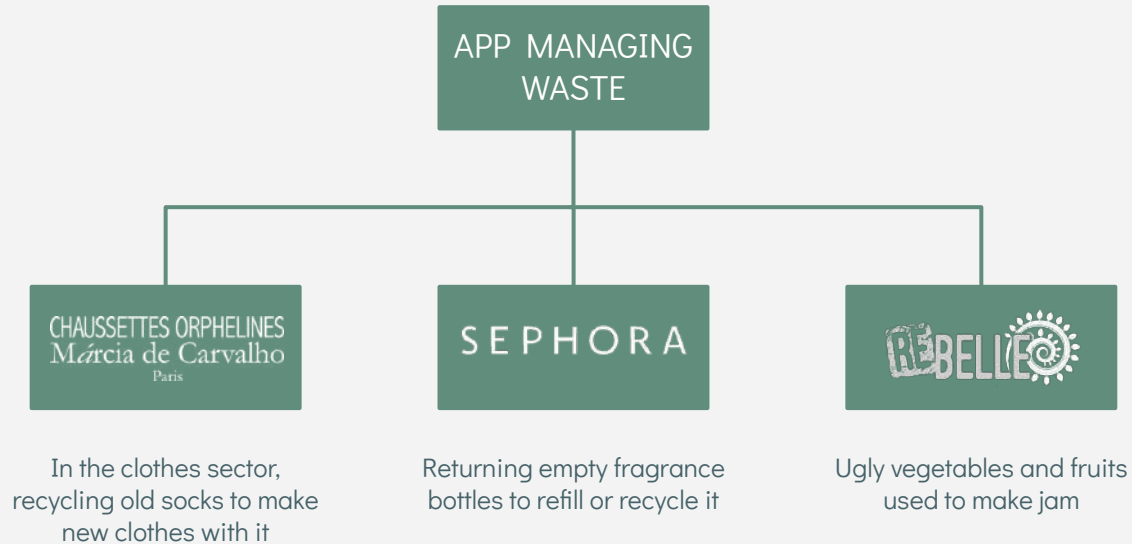 APP MANAGING
WASTE
CHAUSSETTES ORPHELINES
Márcia de Carvalho
Paris
SEPHORA
REBELLE
In the clothes sector,
recycling old socks to make
new clothes with it
Returning empty fragrance
bottles to refill or recycle it
Ugly vegetables and fruits
used to make jam